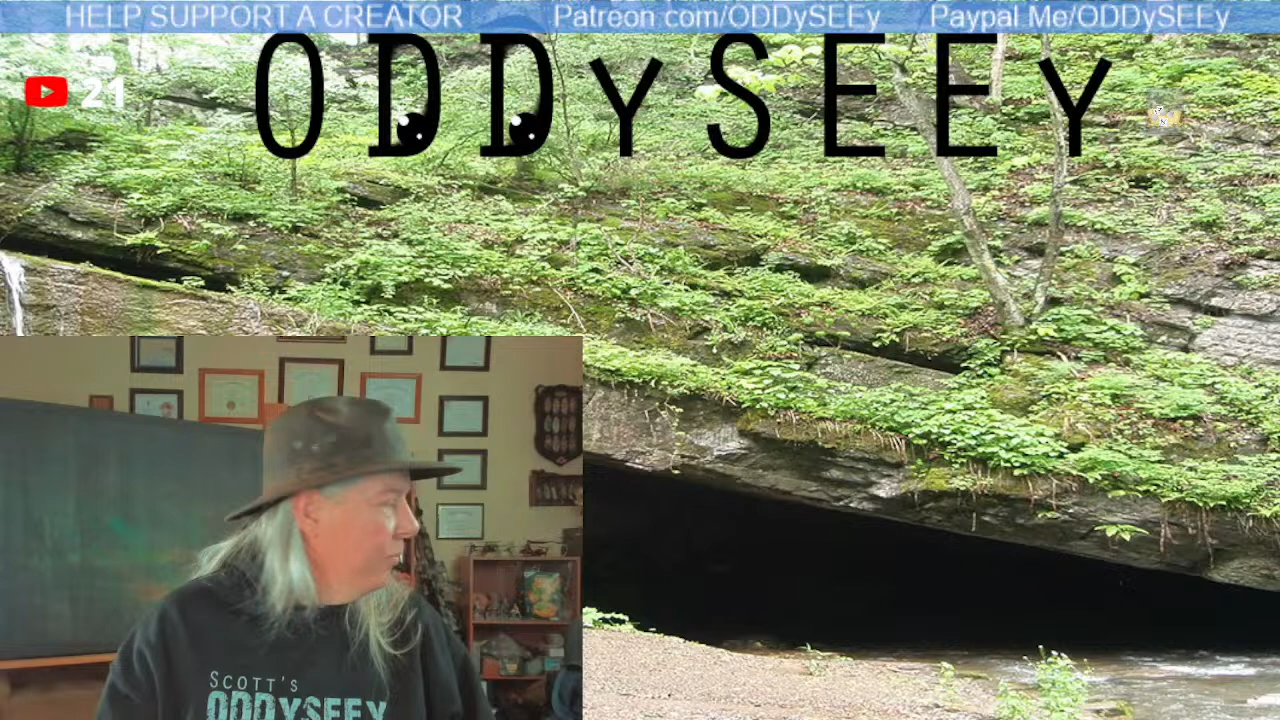 HELP SUPPORT A CREATOR Patreon com/ODDySEEy Paypal Me/ODDySEEy
ODDySEEy
21
SCOTT'S
ODDYSEEY